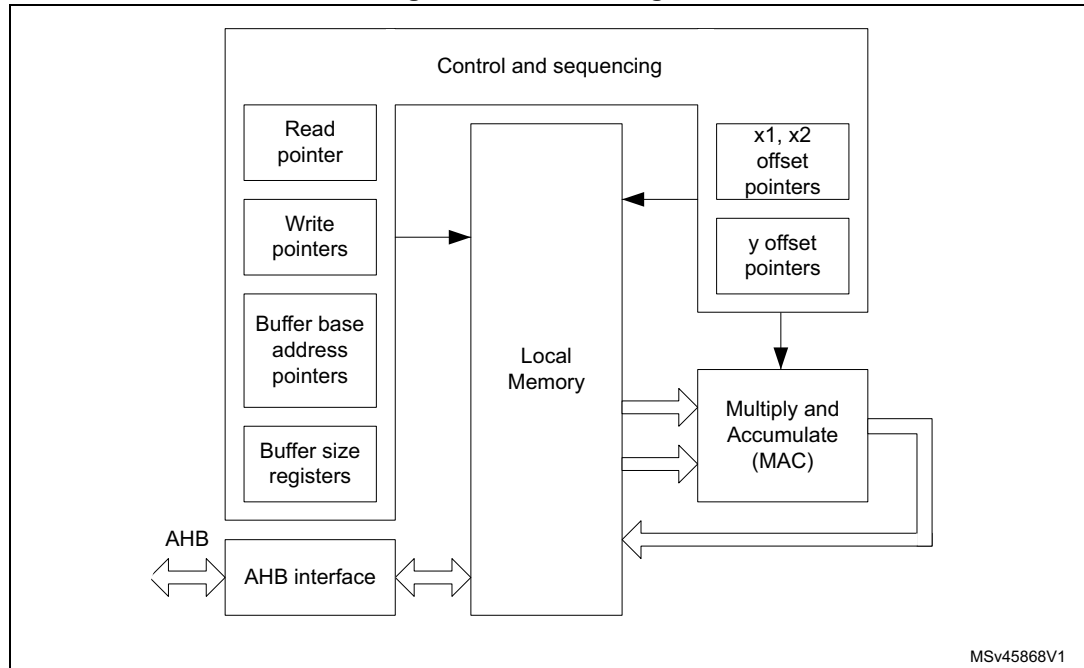 Control and sequencing
Read
pointer
Write
pointers
Buffer base
address
pointers
Buffer size
registers
x1, x2
offset
pointers
y offset
pointers
Local
Memory
Multiply and
Accumulate
(MAC)
AHB
AHB interface
MSv45868V1